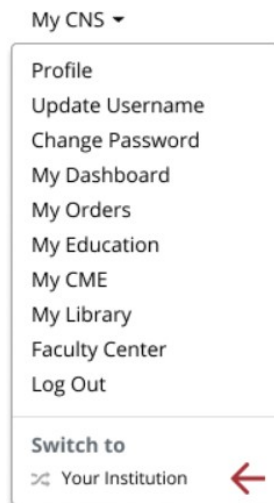 My CNS
Profile
Update Username
Change Password
My Dashboard
My Orders
My Education
My CME
My Library
Faculty Center
Log Out
Switch to
Your Institution